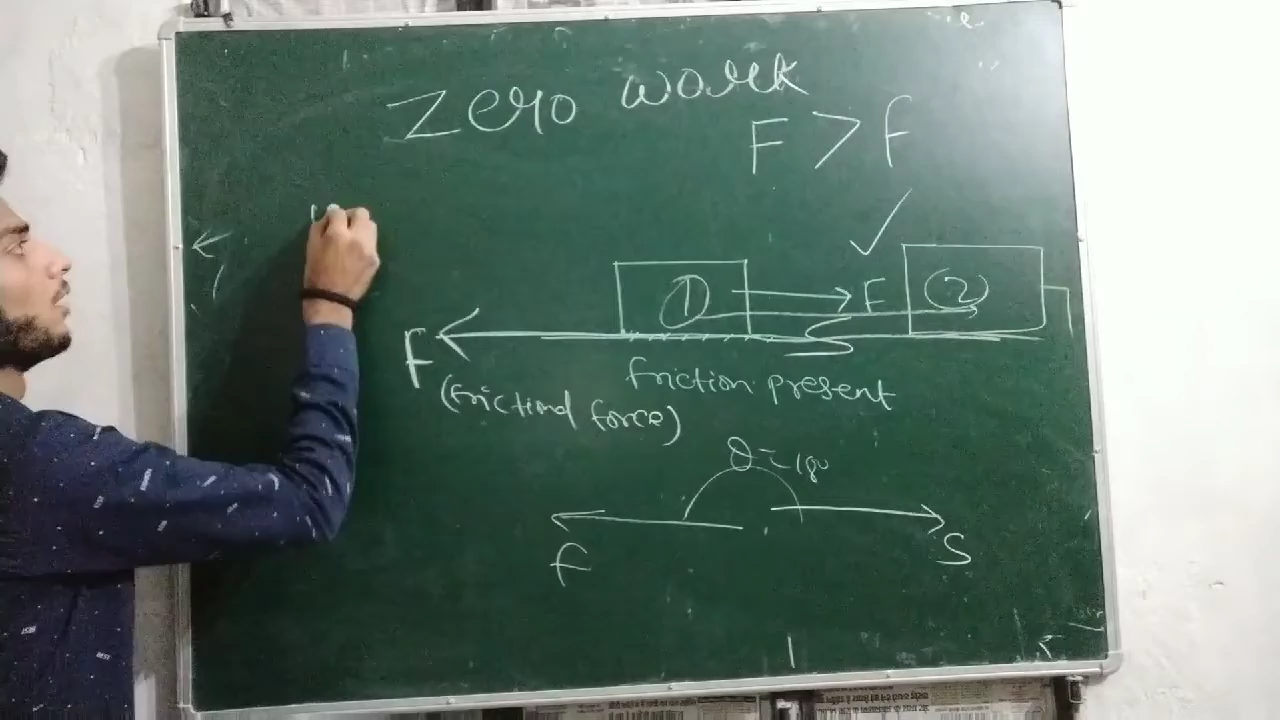 Zero work
F > f
① F ②
S
F
friction present
(frictional force)
θ = 180
f S